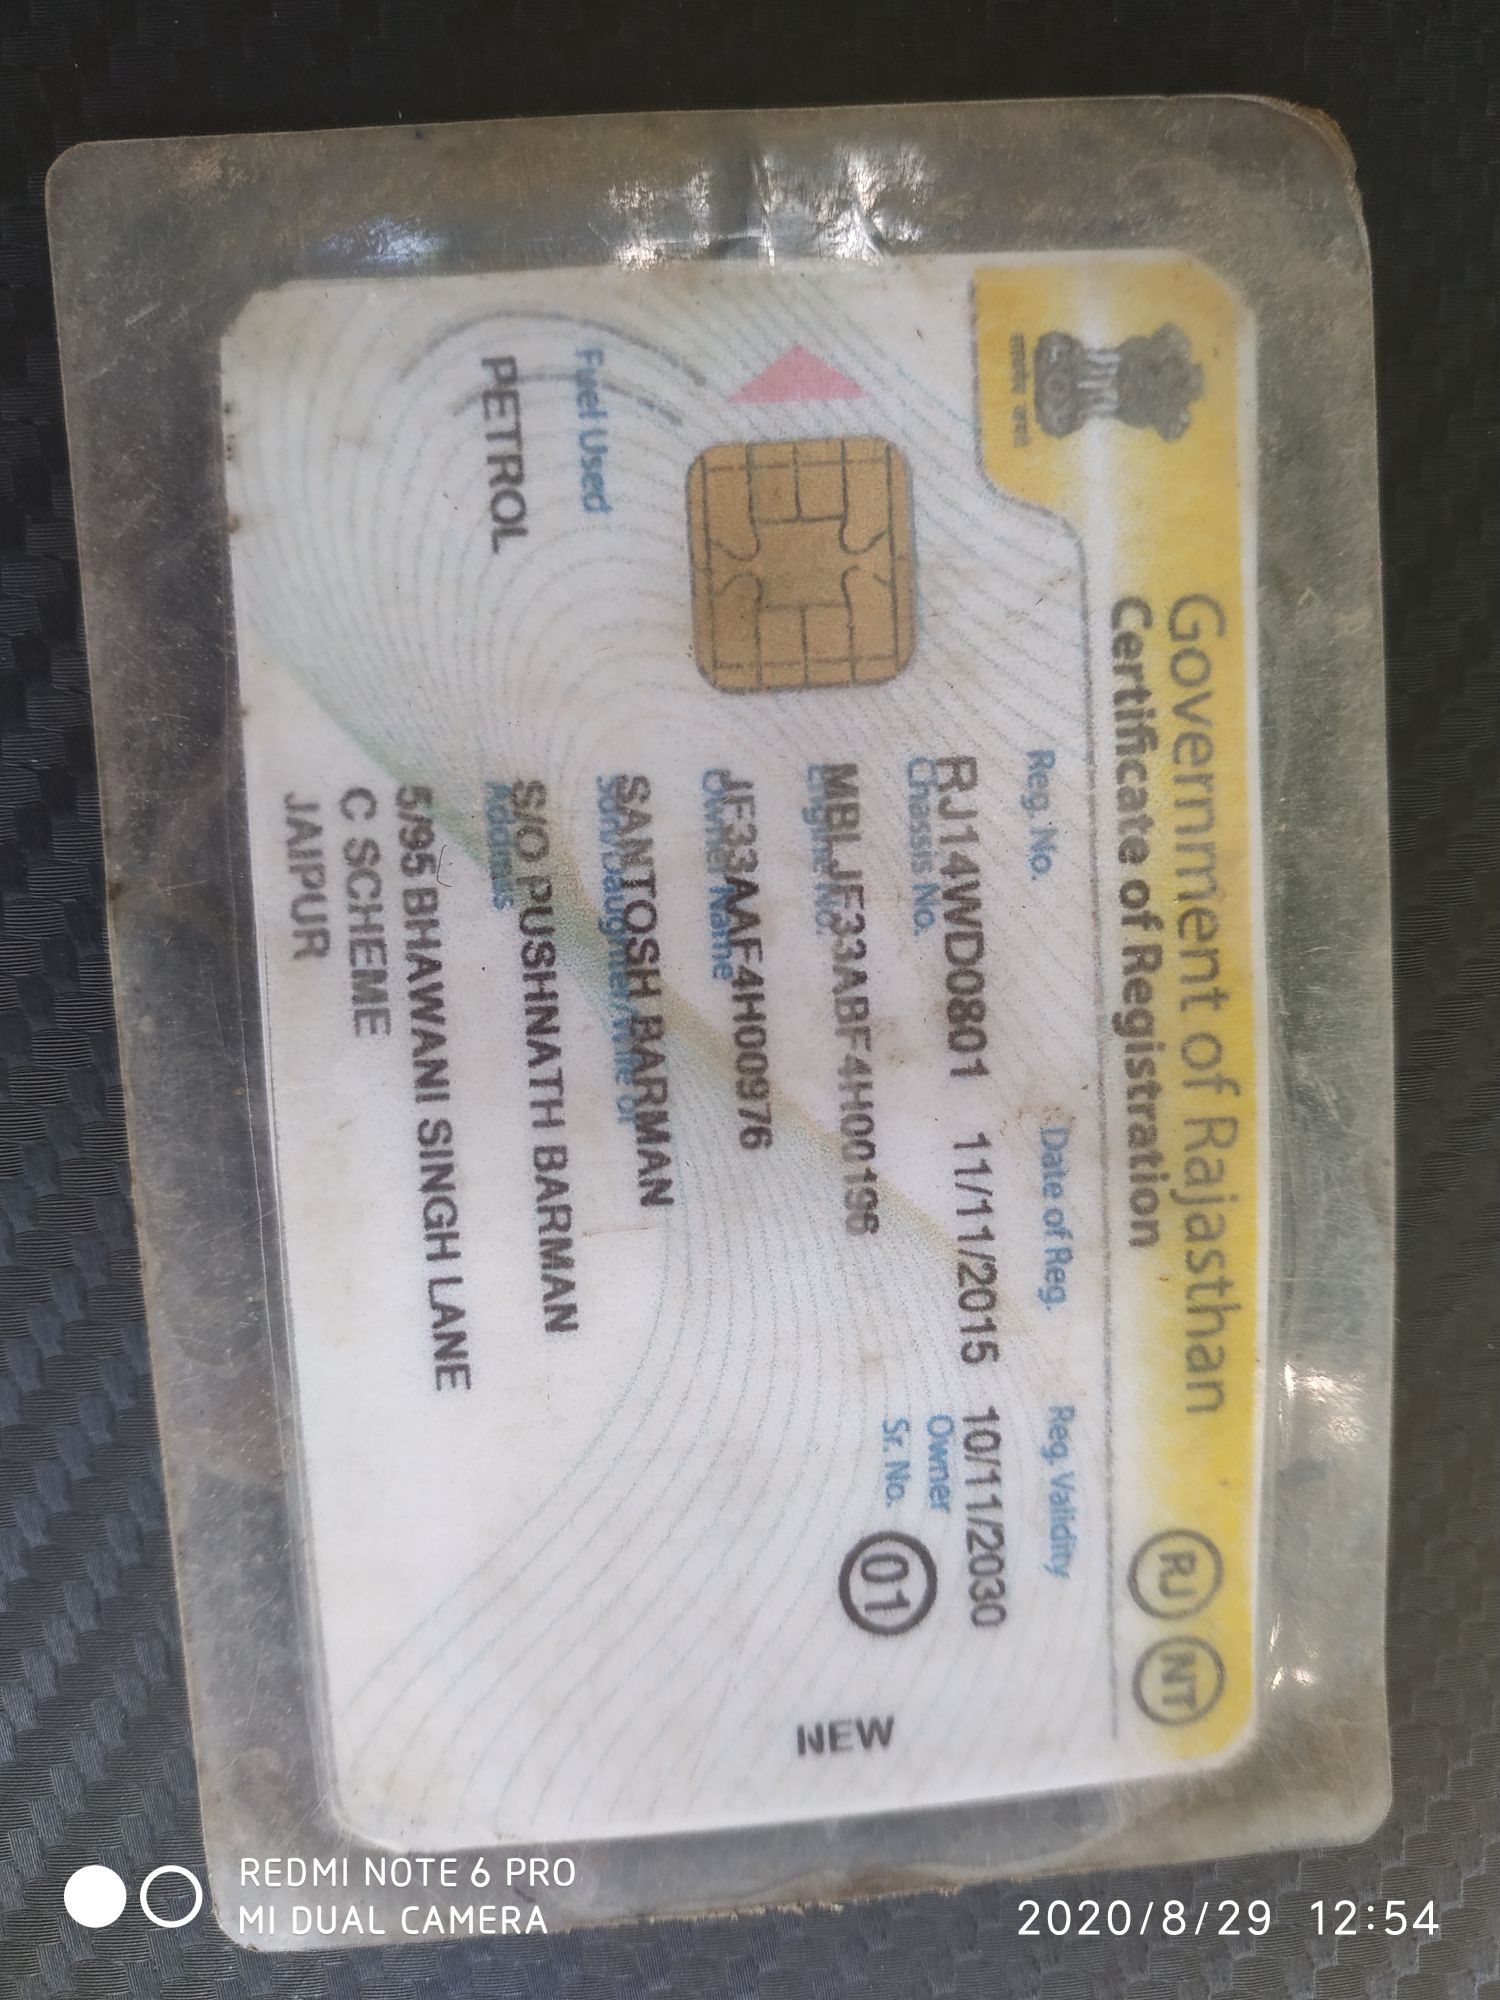 Government of Rajasthan
Certificate of Registration
RJ NT
Reg. No. Date of Reg. Reg. Validity
RJ14WD0801 11/11/2015 10/11/2030
Chassis No. Owner Sr. No. 01
MBLJF33ABF4H00196
Engine No.
JF33AAF4H00976
Owner Name
SANTOSH BARMAN
Son/Daughter/Wife of
S/O PUSHNATH BARMAN
Address
5/95 BHAWANI SINGH LANE
C SCHEME
JAIPUR
Fuel Used
PETROL
NEW
REDMI NOTE 6 PRO
MI DUAL CAMERA
2020/8/29 12:54